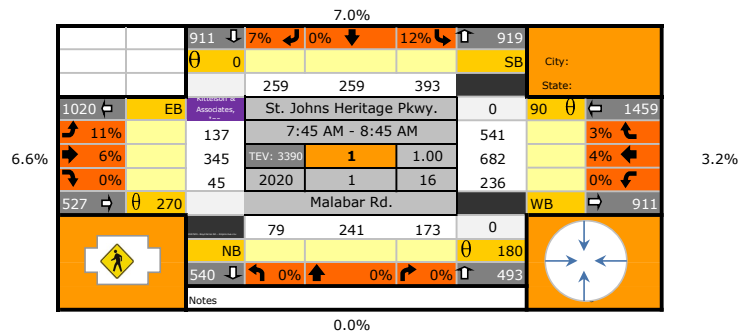 7.0%
911 7% 0% 12% 919
θ 0 SB City:
259 259 393 State:
Kittelson &
Associates,
1020 EB St. Johns Heritage Pkwy. 0 90 θ 1459
11% 137 7:45 AM - 8:45 AM 541 3%
6.6% 6% 345 TEV: 3390 1 1.00 682 4% 3.2%
0% 45 2020 1 16 236 0%
527 θ 270 Malabar Rd. WB 911
79 241 173 0
NB θ 180
540 0% 0% 0% 493
Notes
0.0%